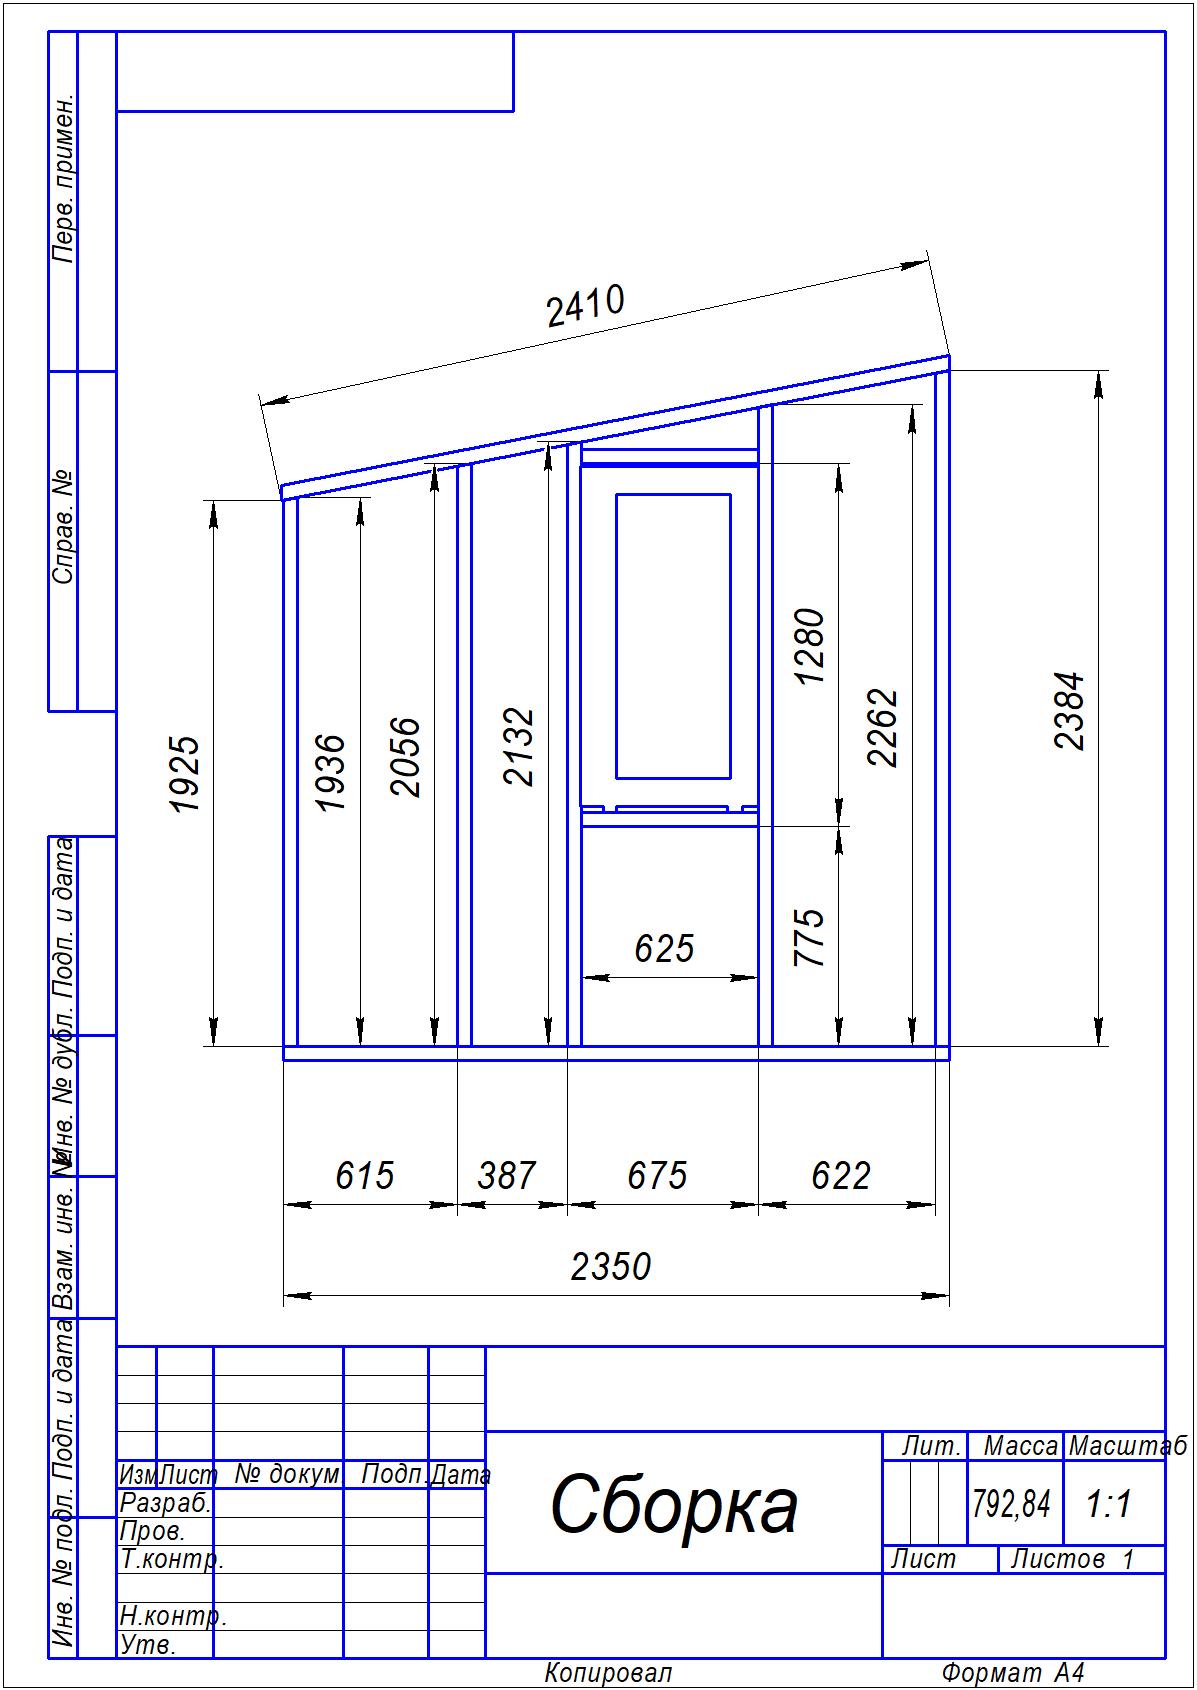 Перв. примен.
Справ. №
Подп. и дата
Инв. № дубл.
Взам. инв. №
Подп. и дата
Инв. № подл.
2410
1925
1936
2056
2132
1280
775
2262
2384
625
615
387
675
622
2350
Изм Лист № докум. Подп. Дата
Разраб.
Пров.
Т.контр.
Н.контр.
Утв.
Сборка
Лит. Масса Масштаб
792,84 1:1
Лист Листов 1
Копировал Формат А4